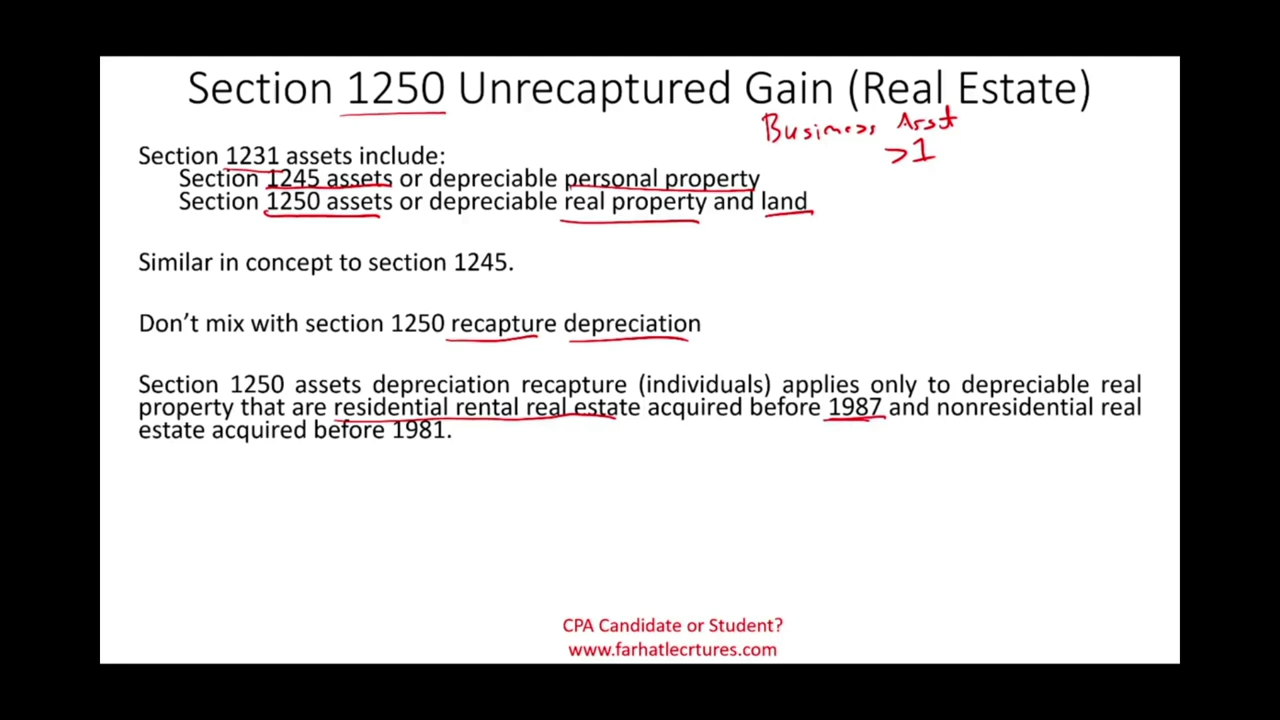 Section 1250 Unrecaptured Gain (Real Estate)
Business Asst
>1
Section 1231 assets include:
Section 1245 assets or depreciable personal property
Section 1250 assets or depreciable real property and land
Similar in concept to section 1245.
Don’t mix with section 1250 recapture depreciation
Section 1250 assets depreciation recapture (individuals) applies only to depreciable real
property that are residential rental real estate acquired before 1987 and nonresidential real
estate acquired before 1981.
CPA Candidate or Student?
www.farhatlecrtures.com